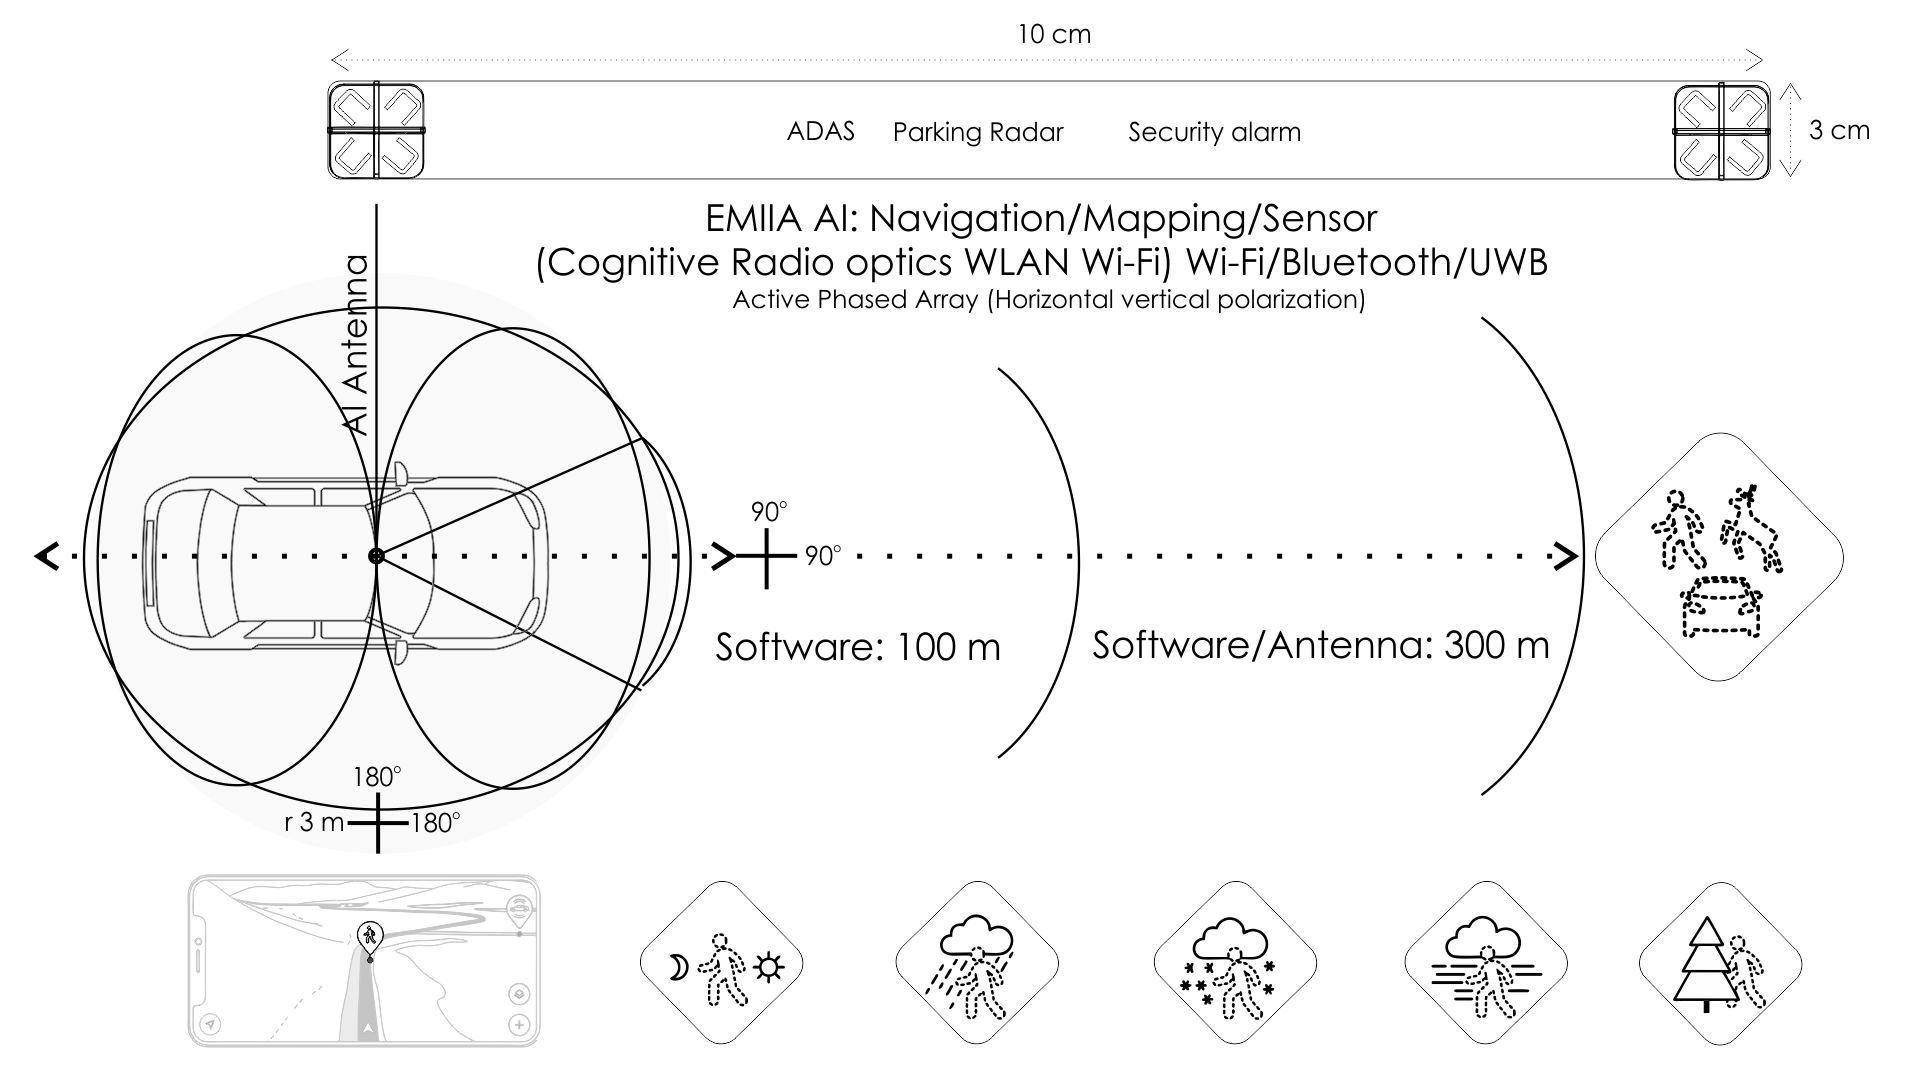 10 cm
ADAS Parking Radar Security alarm
3 cm
EMIIA AI: Navigation/Mapping/Sensor
(Cognitive Radio optics WLAN Wi-Fi) Wi-Fi/Bluetooth/UWB
Active Phased Array (Horizontal vertical polarization)
AI Antenna
90°
90°
Software: 100 m
Software/Antenna: 300 m
180°
r 3 m
180°